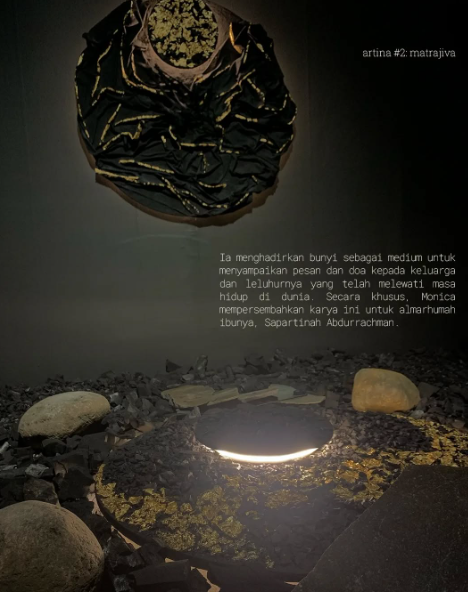 artina #2: matrajiva
Ia menghadirkan bunyi sebagai medium untuk
menyampaikan pesan dan doa kepada keluarga
dan leluhurnya yang telah melewati masa
hidup di dunia. Secara khusus, Monica
mempersembahkan karya ini untuk almarhumah
ibunya, Sapartinah Abdurrachman.